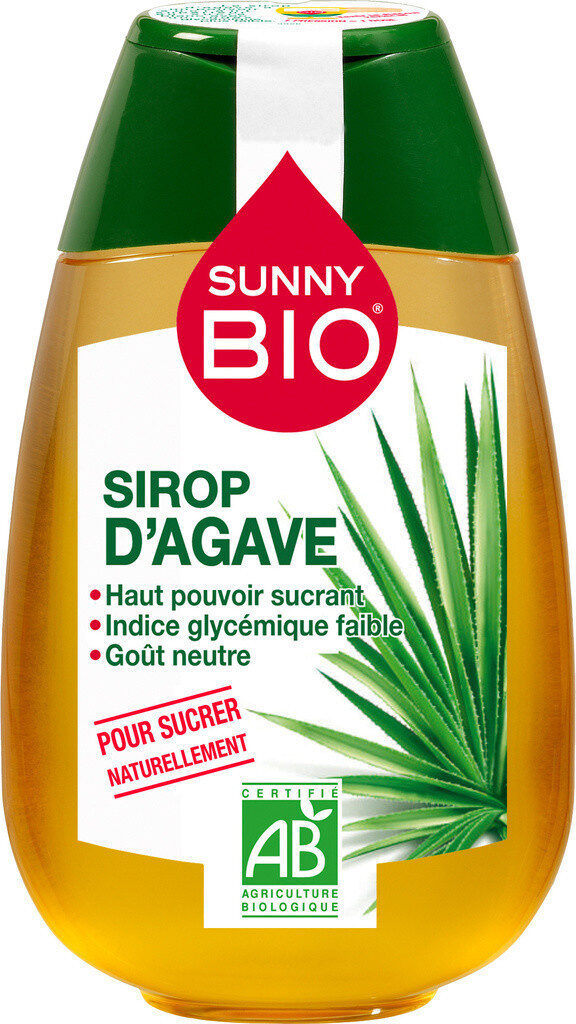 SUNNY
BIO®
SIROP
D'AGAVE
•Haut pouvoir sucrant
•Indice glycémique faible
•Goût neutre
POUR SUCRER
NATURELLEMENT
CERTIFIÉ
AB
AGRICULTURE
BIOLOGIQUE